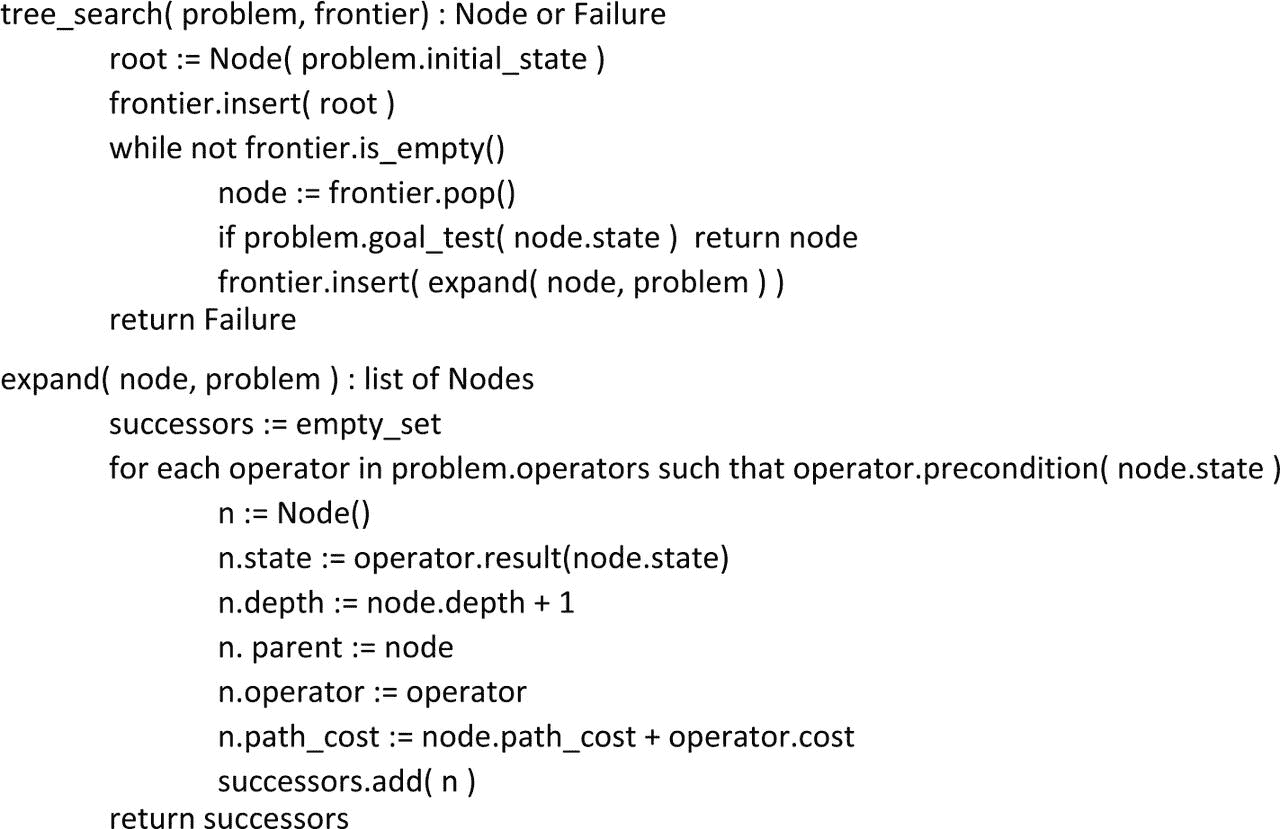 tree_search( problem, frontier) : Node or Failure
root := Node( problem.initial_state )
frontier.insert( root )
while not frontier.is_empty()
node := frontier.pop()
if problem.goal_test( node.state )  return node
frontier.insert( expand( node, problem ) )
return Failure
expand( node, problem ) : list of Nodes
successors := empty_set
for each operator in problem.operators such that operator.precondition( node.state )
n := Node()
n.state := operator.result(node.state)
n.depth := node.depth + 1
n. parent := node
n.operator := operator
n.path_cost := node.path_cost + operator.cost
successors.add( n )
return successors